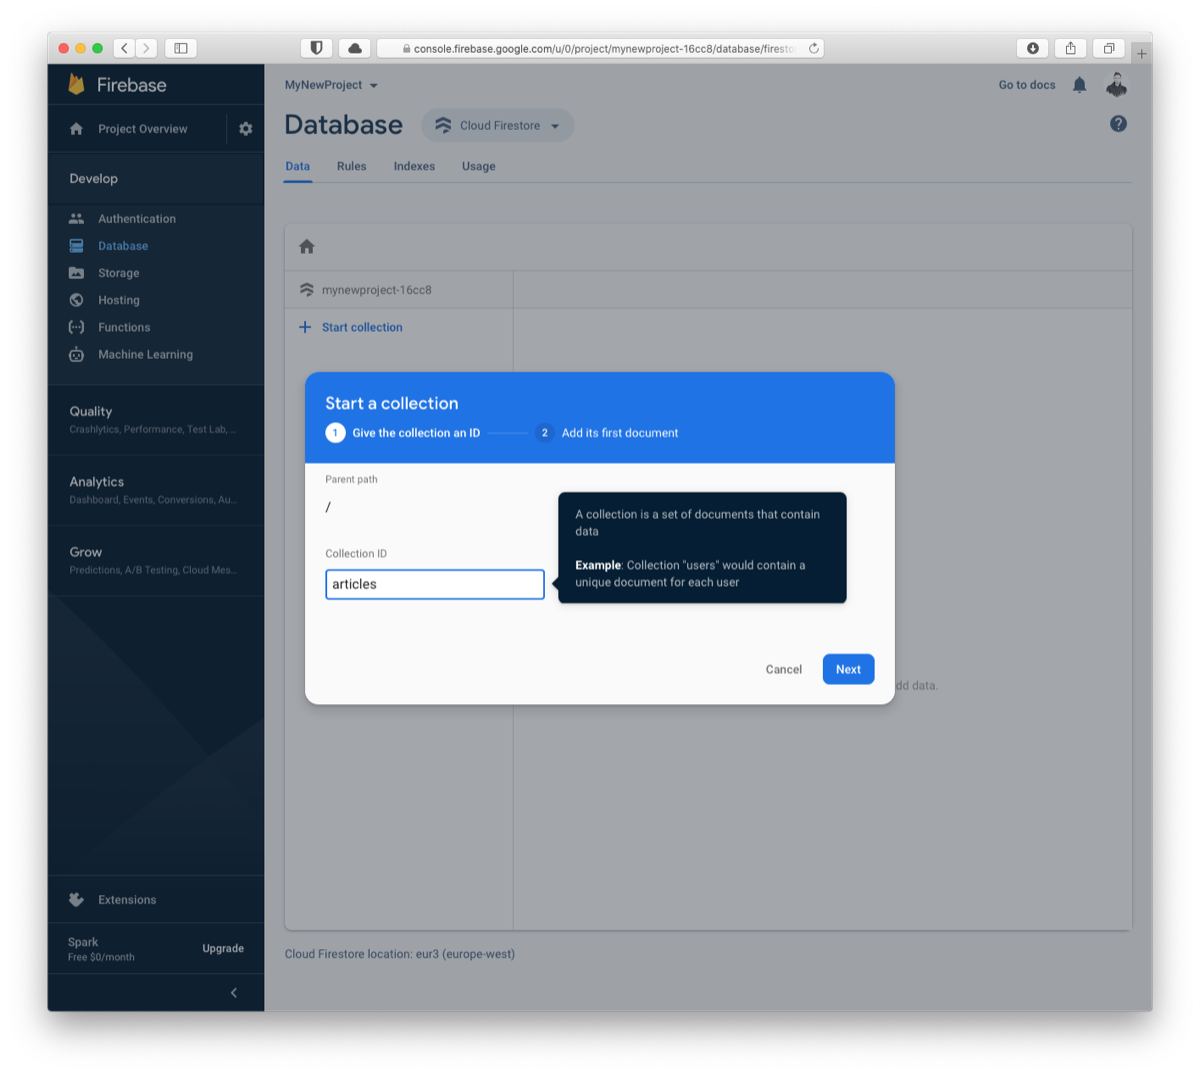 console.firebase.google.com/u/0/project/mynewproject-16cc8/database/firesto
Firebase
Project Overview
Develop
Authentication
Database
Storage
Hosting
Functions
Machine Learning
Quality
Crashlytics, Performance, Test Lab, ...
Analytics
Dashboard, Events, Conversions, Au...
Grow
Predictions, A/B Testing, Cloud Mes...
Extensions
Spark
Free $0/month
Upgrade
MyNewProject
Go to docs
Database
Cloud Firestore
Data Rules Indexes Usage
mynewproject-16cc8
Start collection
Start a collection
1 Give the collection an ID 2 Add its first document
Parent path
/
Collection ID
articles
A collection is a set of documents that contain
data
Example: Collection "users" would contain a
unique document for each user
Cancel Next
dd data.
Cloud Firestore location: eur3 (europe-west)